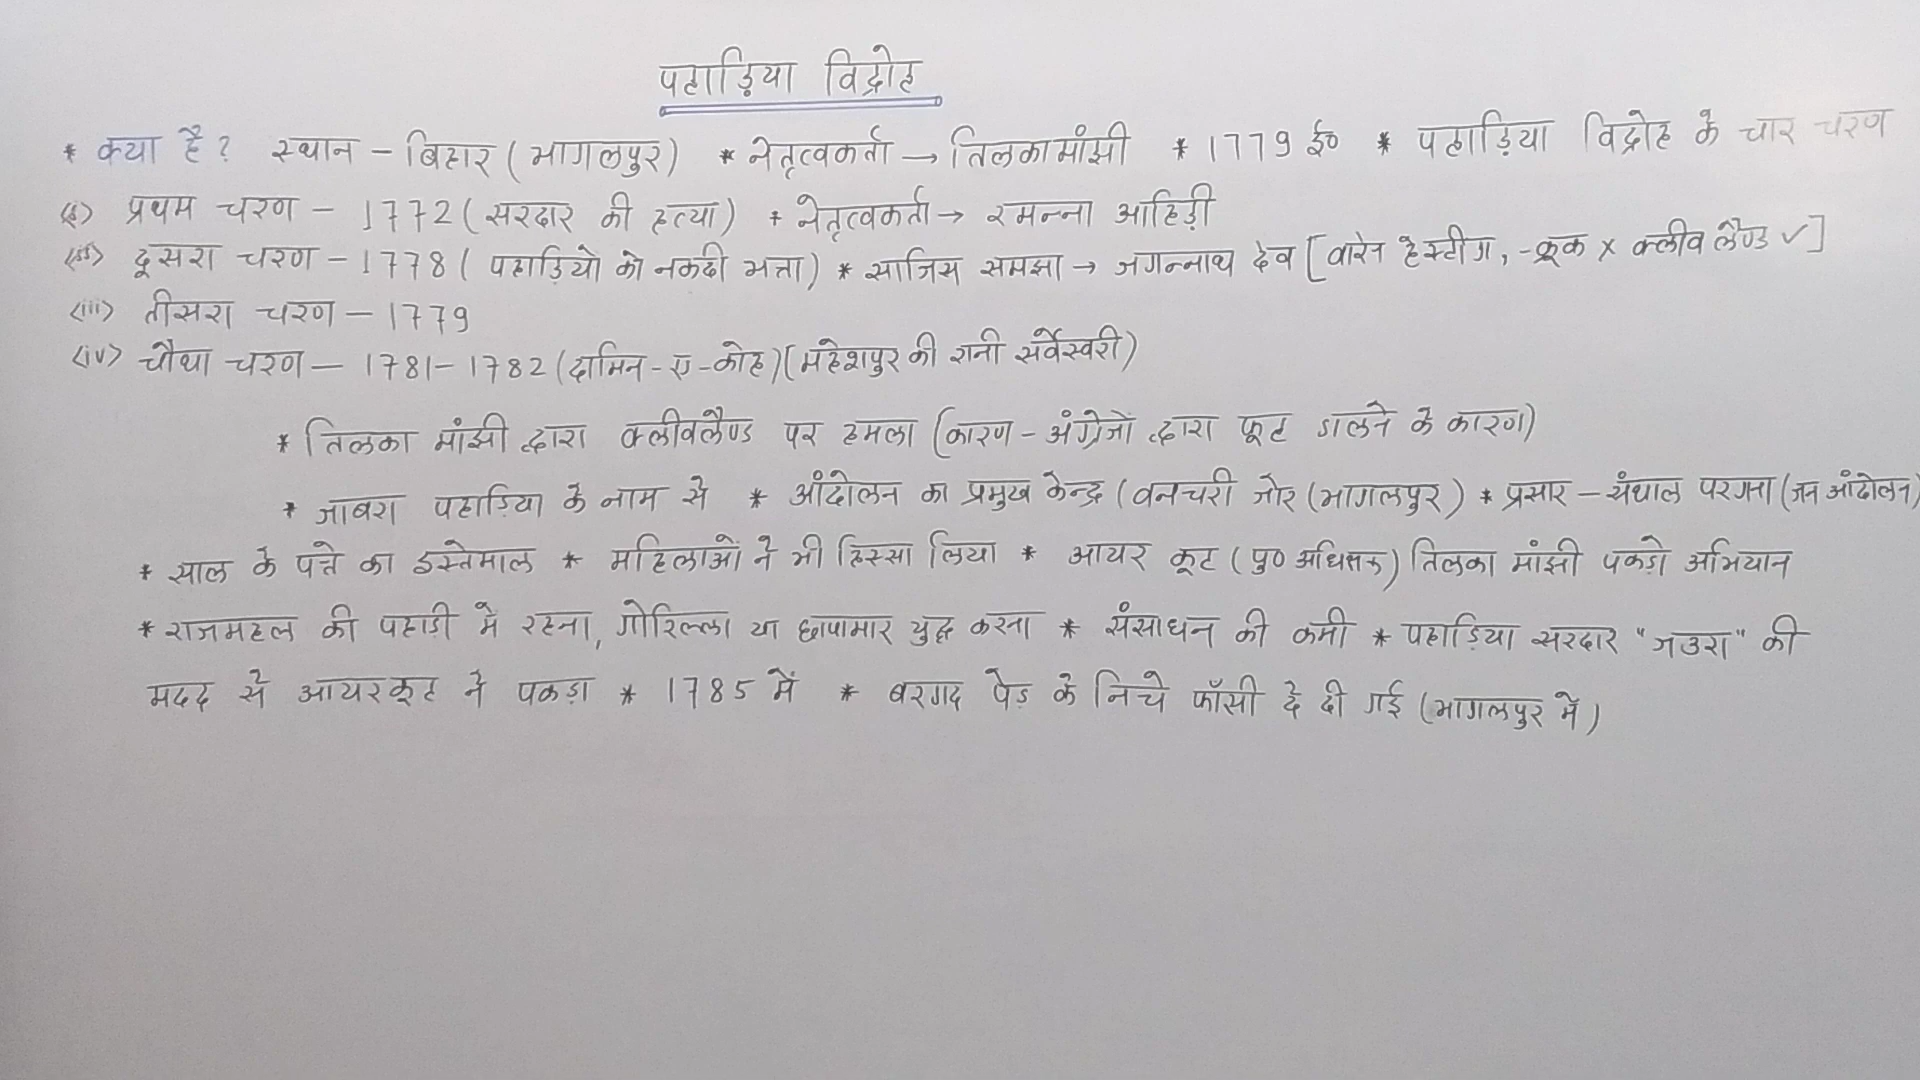 पहाड़िया विद्रोह
* क्या है? स्थान - बिहार (भागलपुर) * नेतृत्वकर्ता → तिलकामांझी * 1779 ई० * पहाड़िया विद्रोह के चार चरण
(i) प्रथम चरण - 1772 (सरदार की हत्या) * नेतृत्वकर्ता → रमन्ना आहिड़ी
(ii) दूसरा चरण - 1778 ( पहाड़ियो को नकदी भत्ता) * साजिस समझा → जगन्नाथ देव [वारेन हेस्टीग, - ब्रूक x क्लीव लैण्ड ✓]
(iii) तीसरा चरण - 1779
(iv) चौथा चरण - 1781-1782 (दामिन-ए-कोह) (महेशपुर की रानी सर्वेस्वरी)
* तिलका मांझी द्वारा क्लीवलैण्ड पर हमला (कारण - अंग्रेजों द्वारा फूट डालने के कारण)
* जाबरा पहाड़िया के नाम से * आंदोलन का प्रमुख केन्द्र (वनचरी जोर (भागलपुर) * प्रसार - संथाल परगना (जन आंदोलन)
* साल के पत्ते का इस्तेमाल * महिलाओं ने भी हिस्सा लिया * आयर कूट (पु० अधिक्षक) तिलका मांझी पकड़ो अभियान
* राजमहल की पहाडी मे रहना, गोरिल्ला या छापामार युद्ध करना * संसाधन की कमी * पहाड़िया सरदार "जउरा" की
मदद से आयरकूट ने पकड़ा * 1785 में * बरगद पेड़ के निचे फाँसी दे दी गई (भागलपुर में)